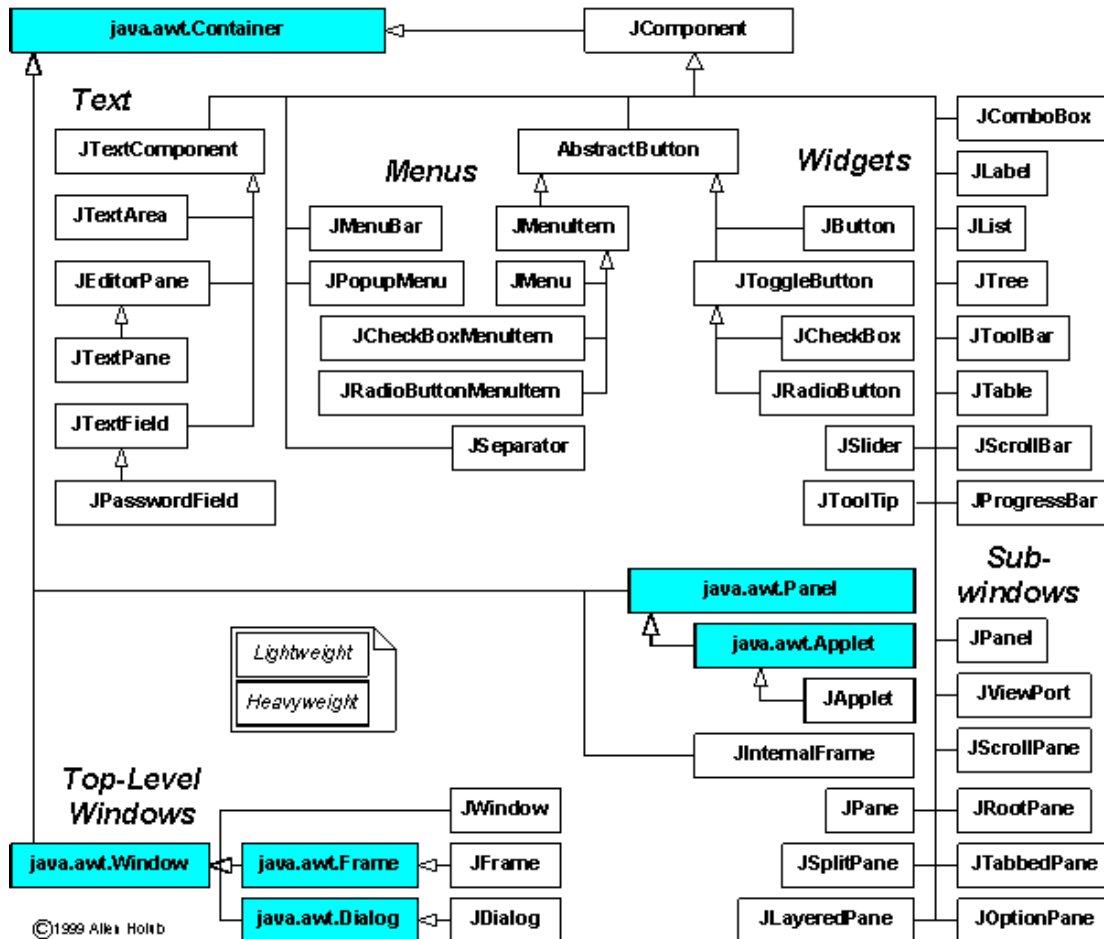 java.awt.Container
JComponent
Text
JComboBox
JTextComponent
AbstractButton
Menus
Widgets
JLabel
JTextArea
JMenuBar
JMenuItem
JButton
JList
JEditorPane
JPopupMenu
JMenu
JToggleButton
JTree
JCheckBoxMenuItem
JCheckBox
JToolBar
JTextPane
JRadioButtonMenuItem
JRadioButton
JTable
JTextField
JSeparator
JSlider
JScrollBar
JPasswordField
JToolTip
JProgressBar
Sub-
windows
java.awt.Panel
java.awt.Applet
JPanel
Lightweight
Heavyweight
JApplet
JViewPort
JInternalFrame
JScrollPane
Top-Level
Windows
JWindow
JPane
JRootPane
java.awt.Window
java.awt.Frame
JFrame
JSplitPane
JTabbedPane
java.awt.Dialog
JDialog
JLayeredPane
JOptionPane
©1999 Allen Holub